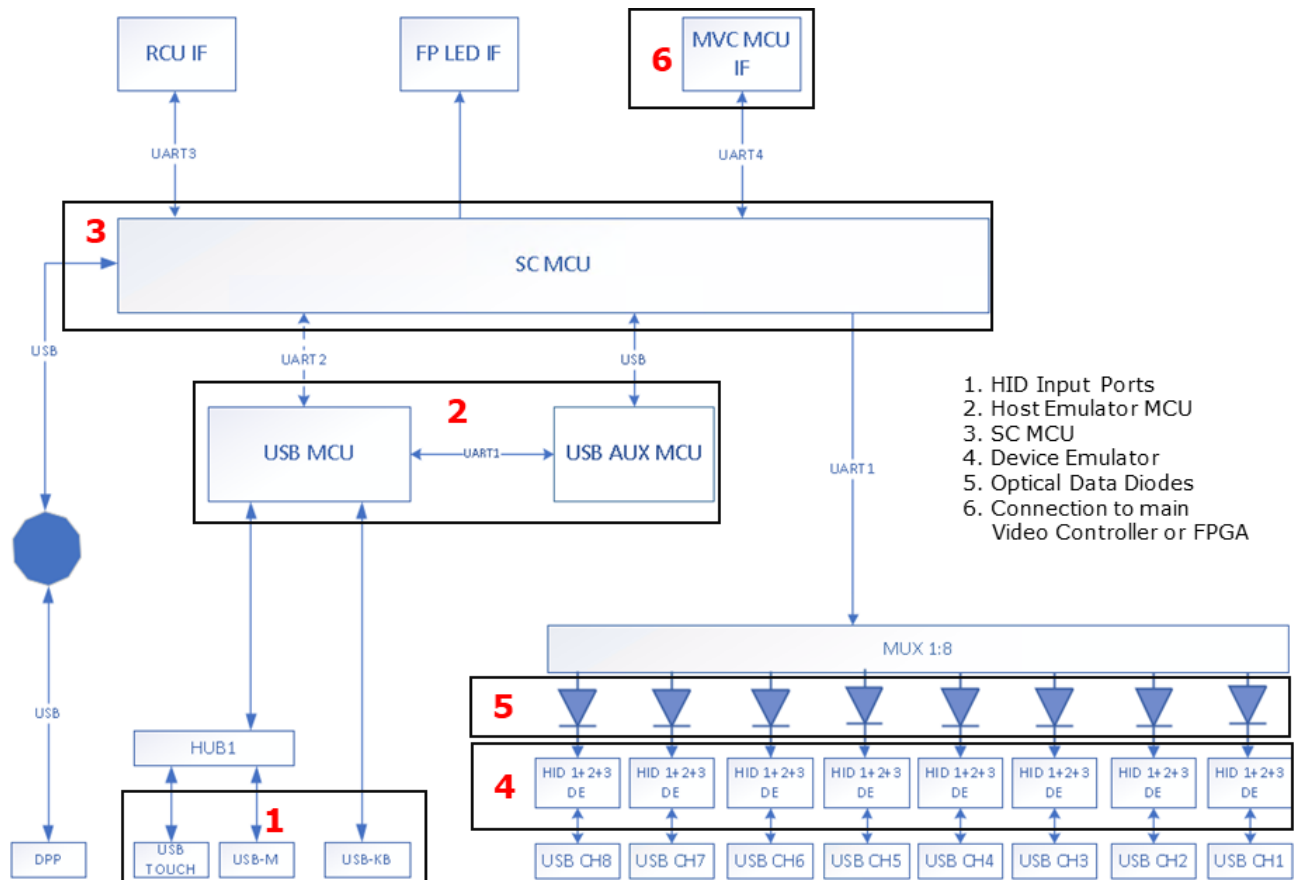 RCU IF
FP LED IF
6
MVC MCU
IF
UART3
UART4
3
SC MCU
USB
UART 2
USB
UART1
1. HID Input Ports
2. Host Emulator MCU
3. SC MCU
4. Device Emulator
5. Optical Data Diodes
6. Connection to main
Video Controller or FPGA
2
USB MCU
UART1
USB AUX MCU
USB
MUX 1:8
5
HUB1
4
HID 1+2+3
DE
HID 1+2+3
DE
HID 1+2+3
DE
HID 1+2+3
DE
HID 1+2+3
DE
HID 1+2+3
DE
HID 1+2+3
DE
HID 1+2+3
DE
1
DPP
USB
TOUCH
USB-M
USB-KB
USB CH8
USB CH7
USB CH6
USB CH5
USB CH4
USB CH3
USB CH2
USB CH1